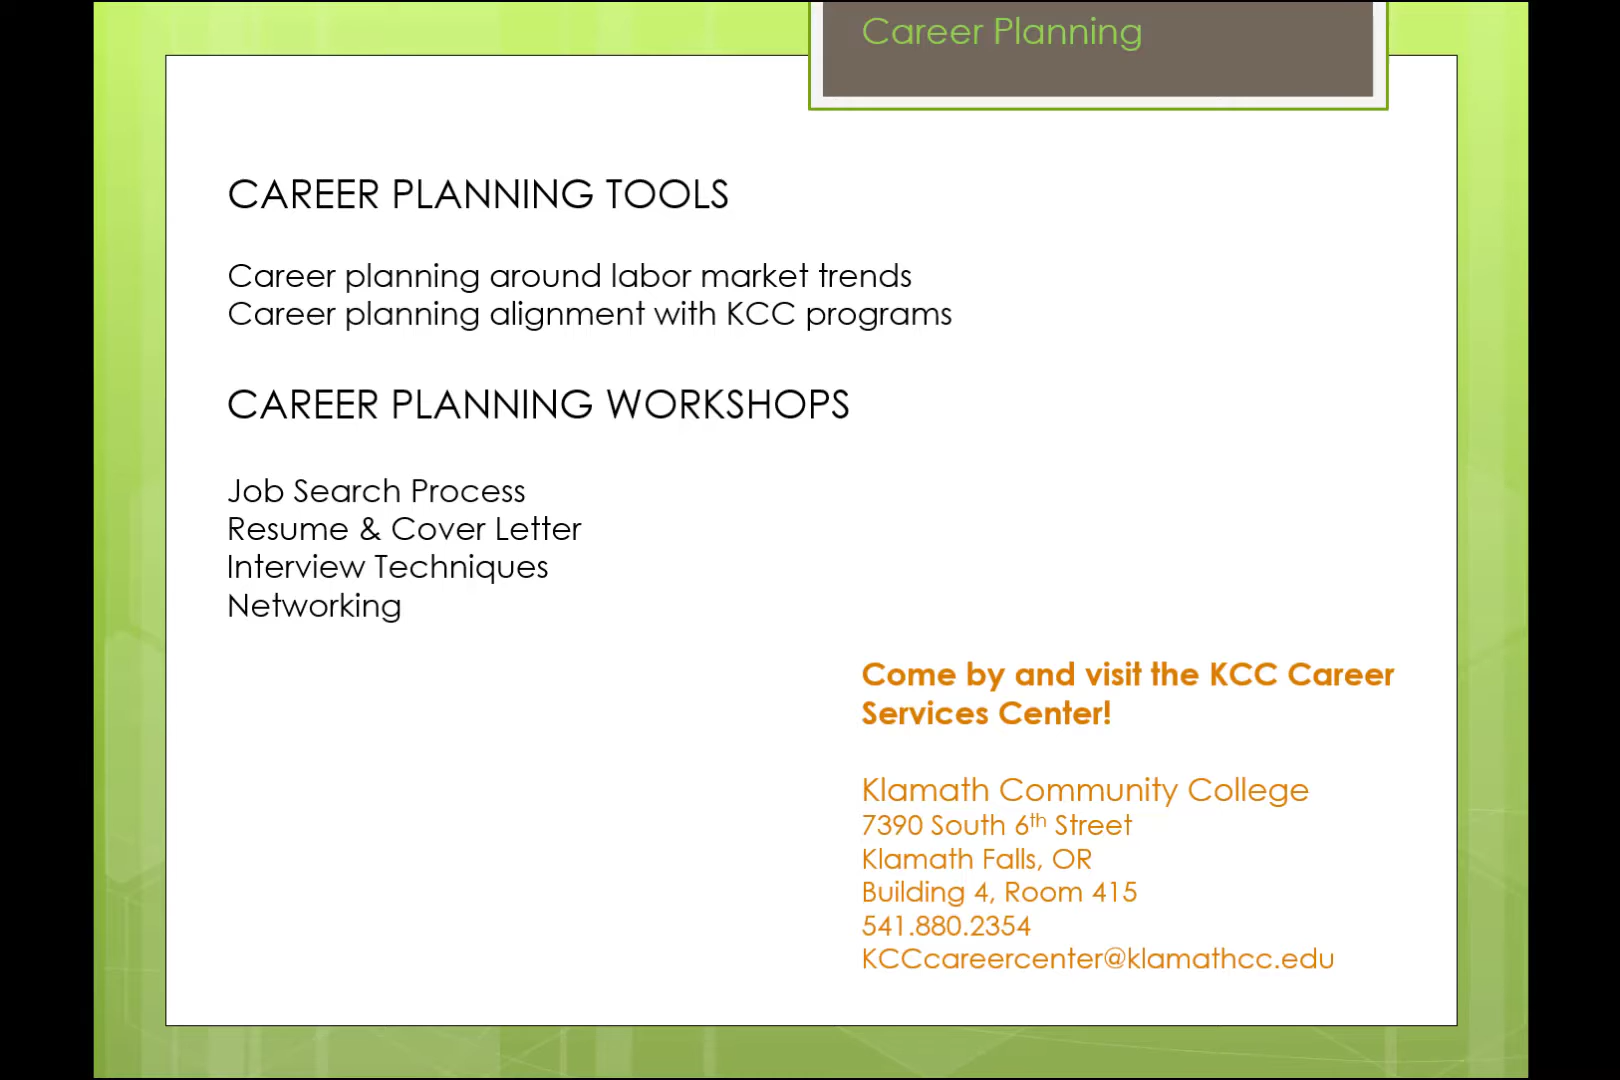 Career Planning
CAREER PLANNING TOOLS
Career planning around labor market trends
Career planning alignment with KCC programs
CAREER PLANNING WORKSHOPS
Job Search Process
Resume & Cover Letter
Interview Techniques
Networking
Come by and visit the KCC Career
Services Center!
Klamath Community College
7390 South 6th Street
Klamath Falls, OR
Building 4, Room 415
541.880.2354
KCCcareercenter@klamathcc.edu